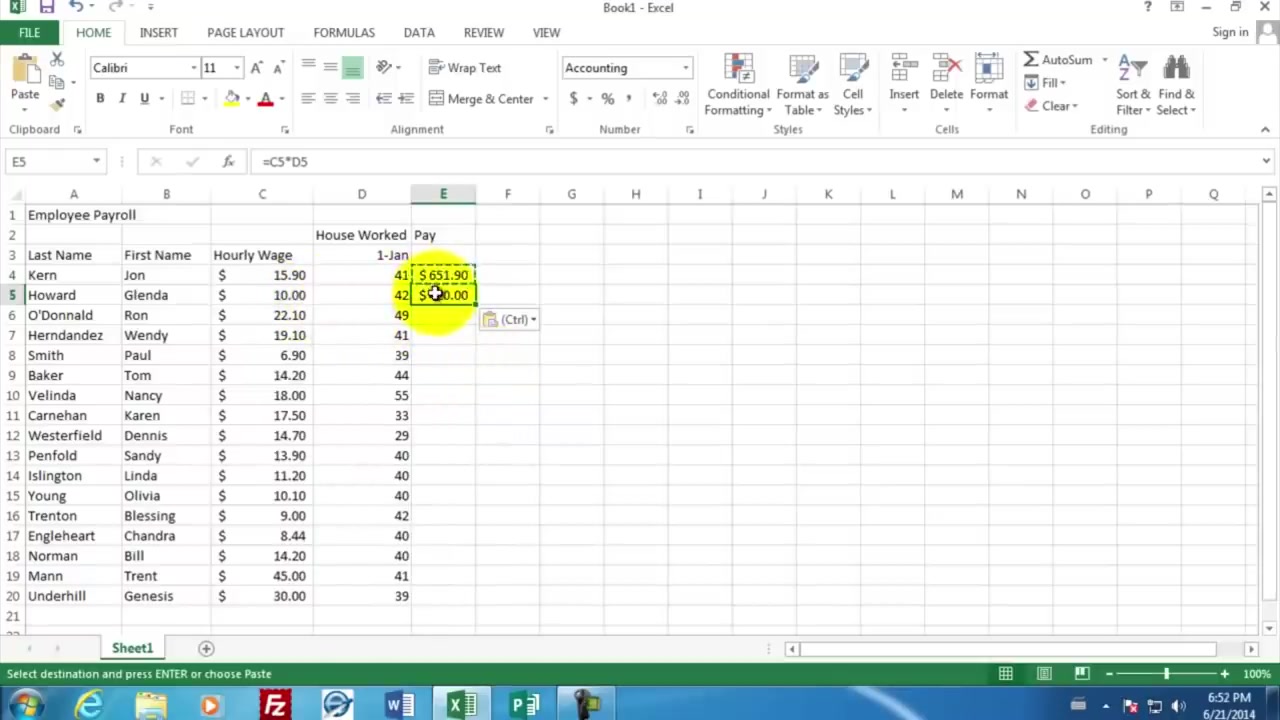 Book1 - Excel
?
FILE HOME INSERT PAGE LAYOUT FORMULAS DATA REVIEW VIEW Sign in
Paste Calibri 11 A A Wrap Text Accounting Conditional Formatting Format as Table Cell Styles Insert Delete Format AutoSum Sort & Filter Find & Select
B I U A Merge & Center $ % , Fill
Clear
Clipboard Font Alignment Number Styles Cells Editing
E5 fx =C5*D5
A B C D E F G H I J K L M N O P Q
1 Employee Payroll
2 House Worked Pay
3 Last Name First Name Hourly Wage 1-Jan
4 Kern Jon $ 15.90 41 $ 651.90
5 Howard Glenda $ 10.00 42 $ 0.00
6 O'Donnald Ron $ 22.10 49 (Ctrl)
7 Herndandez Wendy $ 19.10 41
8 Smith Paul $ 6.90 39
9 Baker Tom $ 14.20 44
10 Velinda Nancy $ 18.00 55
11 Carnehan Karen $ 17.50 33
12 Westerfield Dennis $ 14.70 29
13 Penfold Sandy $ 13.90 40
14 Islington Linda $ 11.20 40
15 Young Olivia $ 10.10 40
16 Trenton Blessing $ 9.00 42
17 Engleheart Chandra $ 8.44 40
18 Norman Bill $ 14.20 40
19 Mann Trent $ 45.00 41
20 Underhill Genesis $ 30.00 39
21
Sheet1
Select destination and press ENTER or choose Paste 100%
6:52 PM
6/21/2014